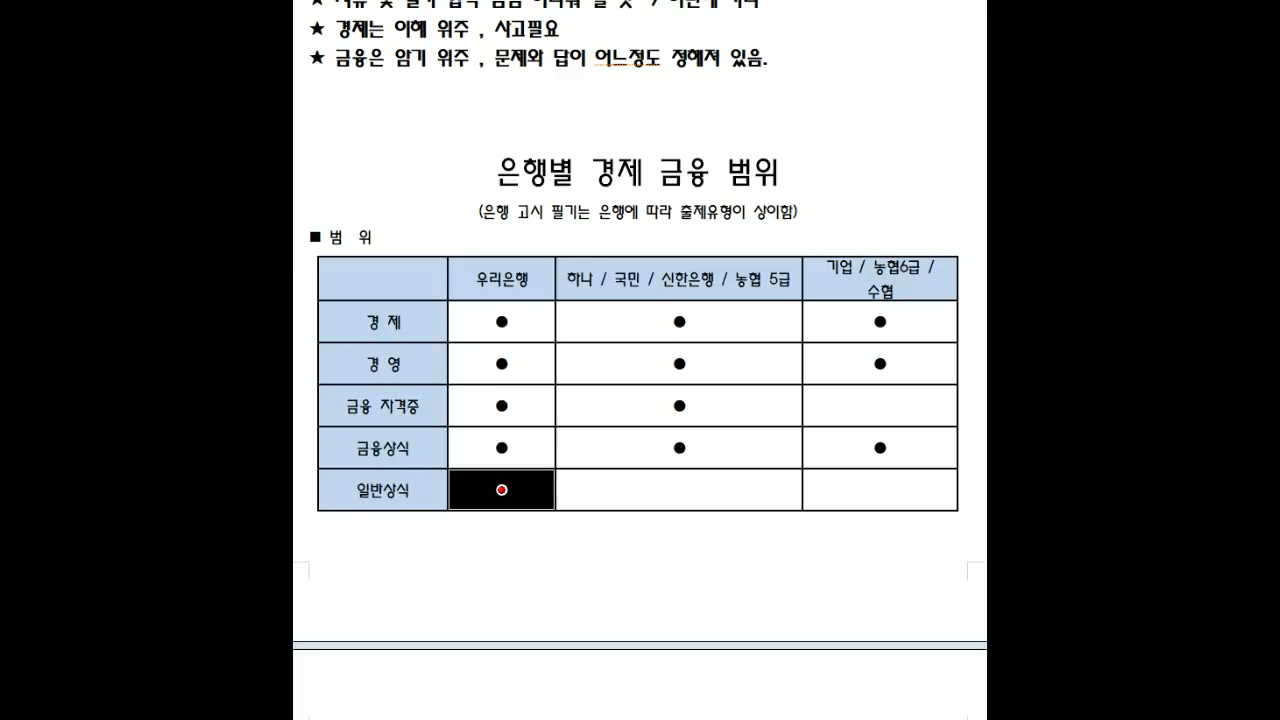 ★ 경제는 이해 위주 , 사고필요
★ 금융은 암기 위주 , 문제와 답이 어느정도 정해져 있음.
은행별 경제 금융 범위
(은행 고시 필기는 은행에 따라 출제유형이 상이함)
■ 범 위
우리은행 하나 / 국민 / 신한은행 / 농협 5급 기업 / 농협6급 /
수협
경 제 ● ● ●
경 영 ● ● ●
금융 자격증 ● ●
금융상식 ● ● ●
일반상식 ●